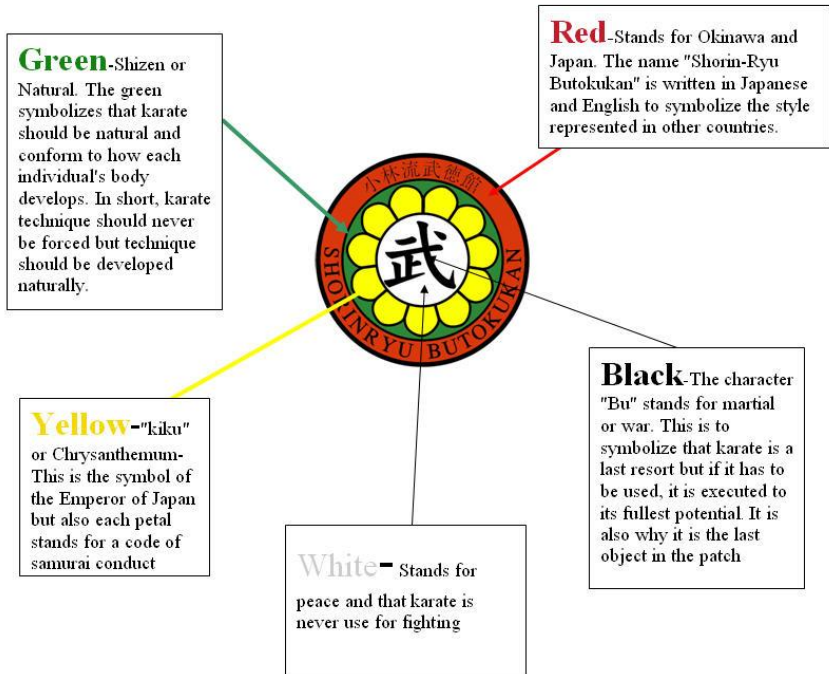 Green-Shizen or
Natural. The green
symbolizes that karate
should be natural and
conform to how each
individual's body
develops. In short, karate
technique should never
be forced but technique
should be developed
naturally.
Red-Stands for Okinawa and
Japan. The name "Shorin-Ryu
Butokukan" is written in Japanese
and English to symbolize the style
represented in other countries.
小林流武德館
武
SHORINRYU BUTOKUKAN
Yellow-"kiku"
or Chrysanthemum-
This is the symbol of
the Emperor of Japan
but also each petal
stands for a code of
samurai conduct
White- Stands for
peace and that karate is
never use for fighting
Black-The character
"Bu" stands for martial
or war. This is to
symbolize that karate is a
last resort but if it has to
be used, it is executed to
its fullest potential. It is
also why it is the last
object in the patch